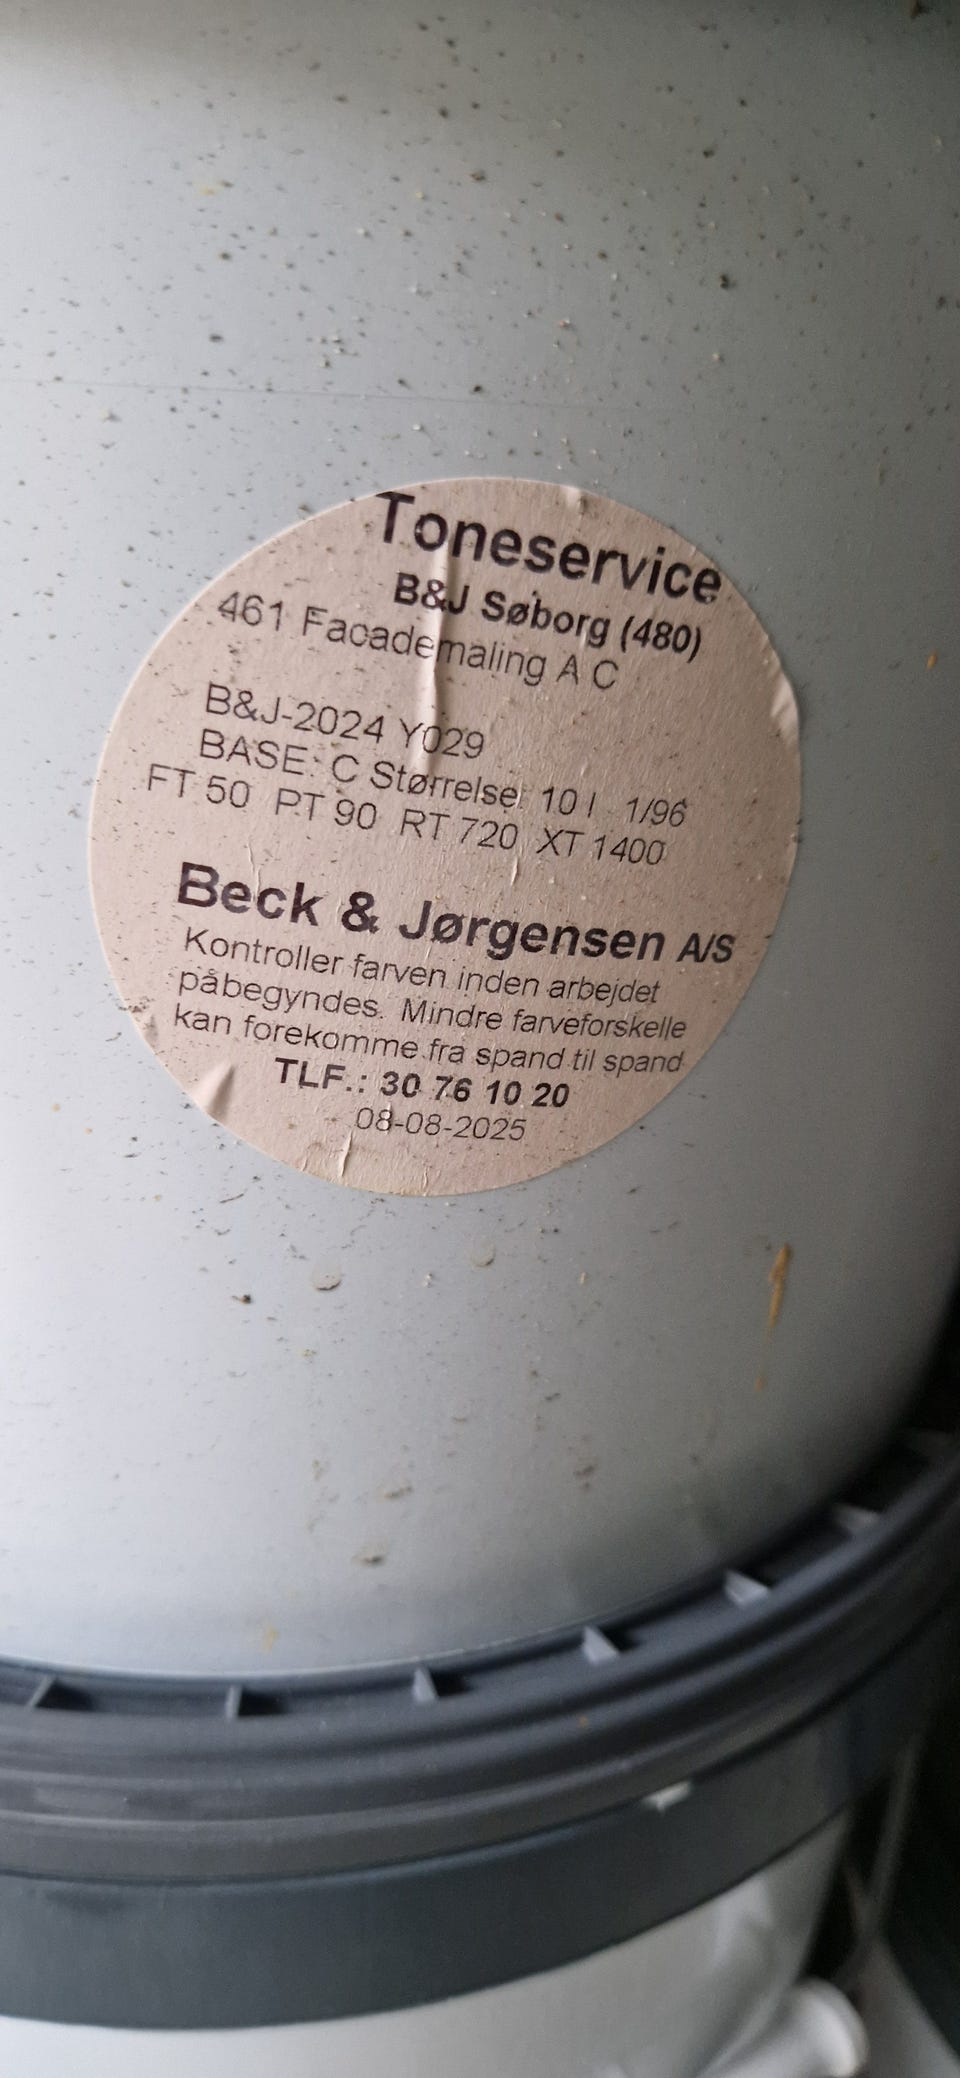 Toneservice
B&J Søborg (480)
461 Facademaling A C
B&J-2024 Y029
BASE: C Størrelse: 10 l 1/96
FT 50 PT 90 RT 720 XT 1400
Beck & Jørgensen A/S
Kontroller farven inden arbejdet
påbegyndes. Mindre farveforskelle
kan forekomme fra spand til spand
TLF.: 30 76 10 20
08-08-2025